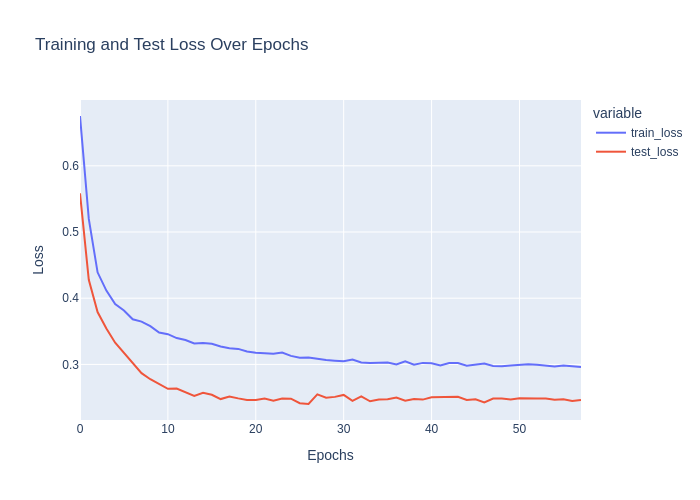 Training and Test Loss Over Epochs
variable
train_loss
test_loss
0.6
0.5
0.4
0.3
Loss
0 10 20 30 40 50
Epochs